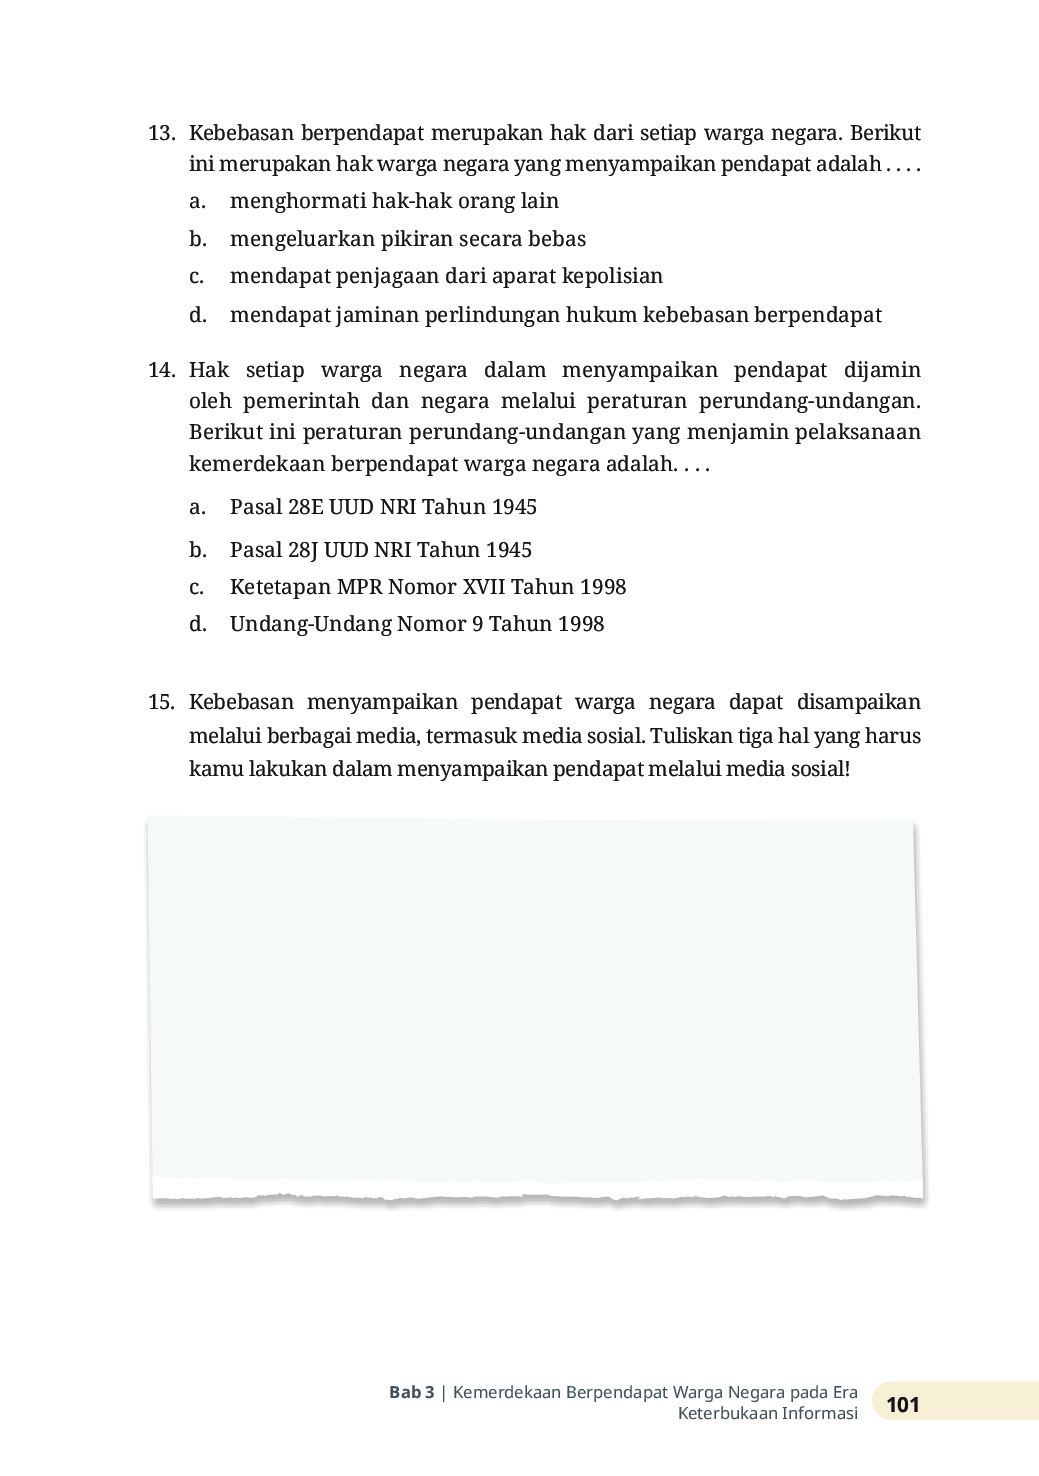 13. Kebebasan berpendapat merupakan hak dari setiap warga negara. Berikut
ini merupakan hak warga negara yang menyampaikan pendapat adalah . . . .
a. menghormati hak-hak orang lain
b. mengeluarkan pikiran secara bebas
c. mendapat penjagaan dari aparat kepolisian
d. mendapat jaminan perlindungan hukum kebebasan berpendapat
14. Hak setiap warga negara dalam menyampaikan pendapat dijamin
oleh pemerintah dan negara melalui peraturan perundang-undangan.
Berikut ini peraturan perundang-undangan yang menjamin pelaksanaan
kemerdekaan berpendapat warga negara adalah. . . .
a. Pasal 28E UUD NRI Tahun 1945
b. Pasal 28J UUD NRI Tahun 1945
c. Ketetapan MPR Nomor XVII Tahun 1998
d. Undang-Undang Nomor 9 Tahun 1998
15. Kebebasan menyampaikan pendapat warga negara dapat disampaikan
melalui berbagai media, termasuk media sosial. Tuliskan tiga hal yang harus
kamu lakukan dalam menyampaikan pendapat melalui media sosial!
Bab 3 | Kemerdekaan Berpendapat Warga Negara pada Era
Keterbukaan Informasi
101